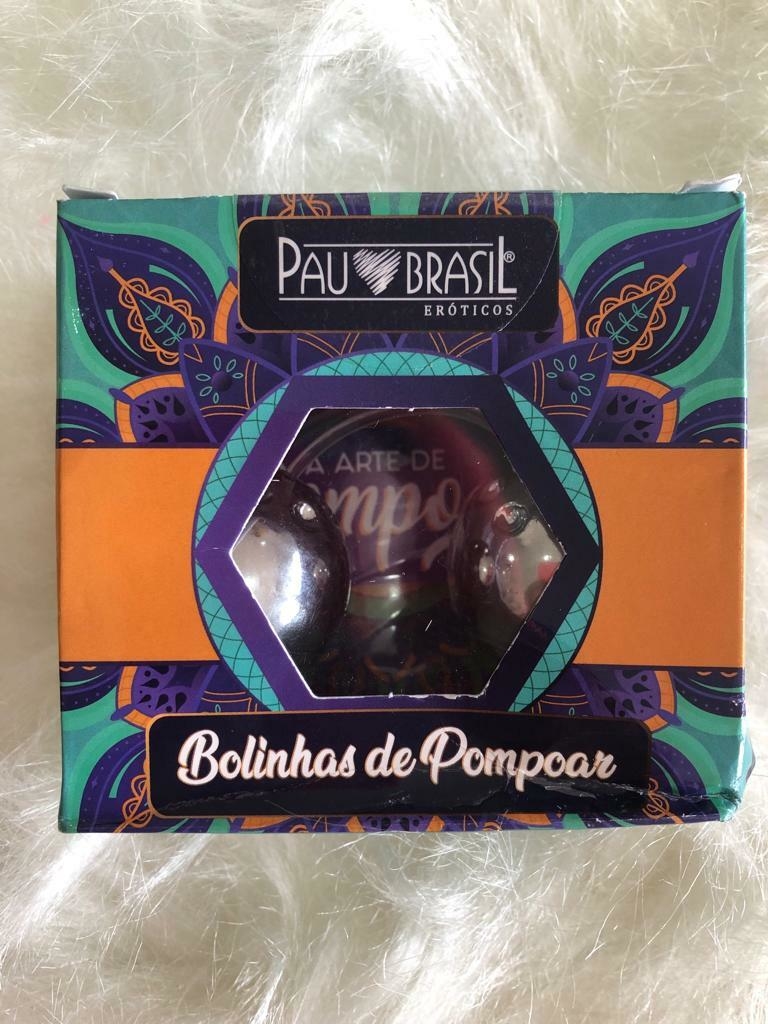 PAU BRASIL®
ERÓTICOS
A ARTE DE
Bolinhas de Pompoar